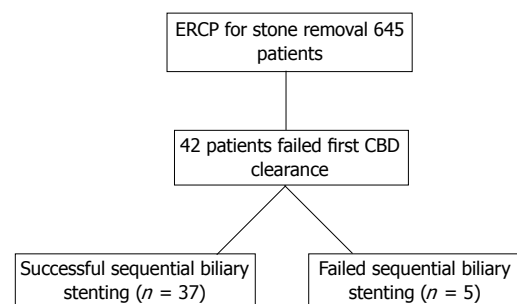 ERCP for stone removal 645
patients
42 patients failed first CBD
clearance
Successful sequential biliary
stenting (n = 37)
Failed sequential biliary
stenting (n = 5)